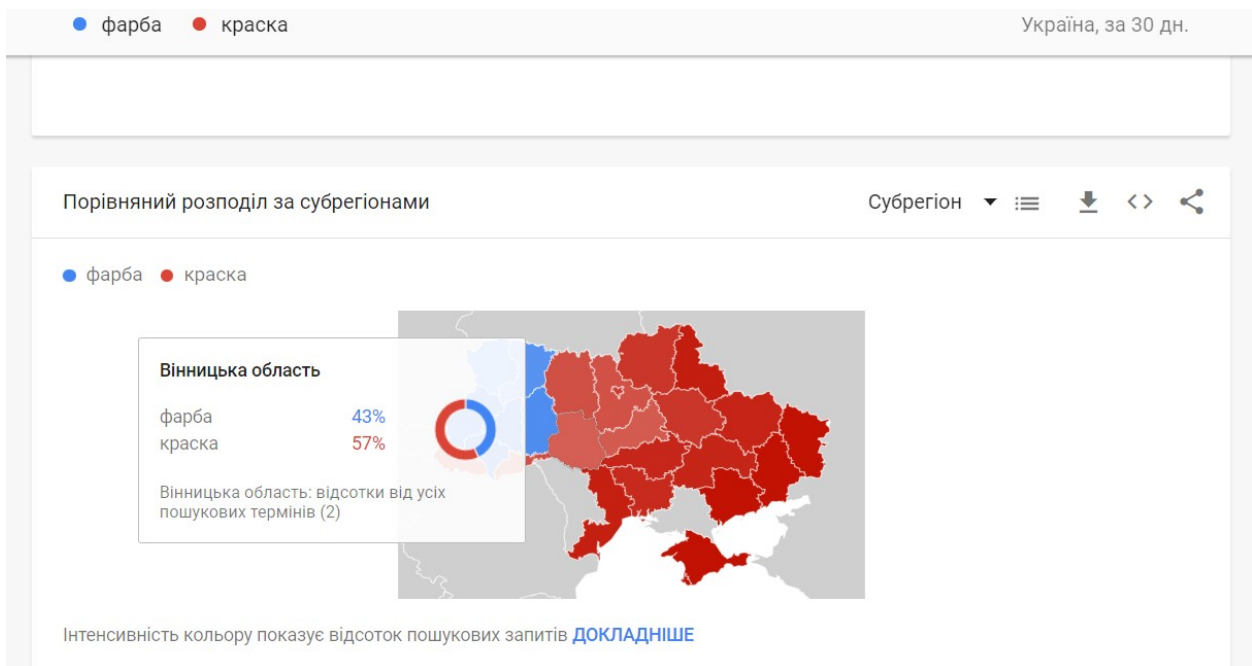 фарба краска Україна, за 30 дн.
Порівняний розподіл за субрегіонами Субрегіон
фарба краска
Вінницька область
фарба 43%
краска 57%
Вінницька область: відсотки від усіх
пошукових термінів (2)
Інтенсивність кольору показує відсоток пошукових запитів ДОКЛАДНІШЕ